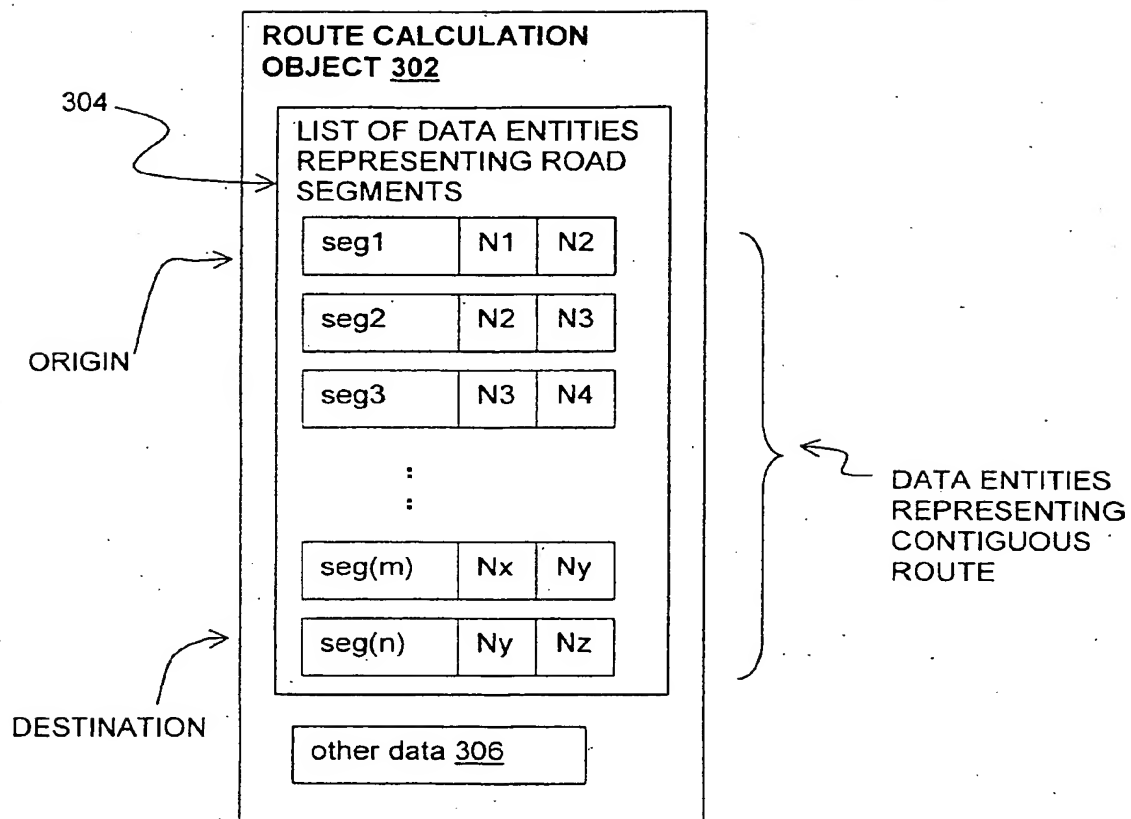 ROUTE CALCULATION
OBJECT 302
304
LIST OF DATA ENTITIES
REPRESENTING ROAD
SEGMENTS
seg1 N1 N2
seg2 N2 N3
ORIGIN
seg3 N3 N4
:
:
DATA ENTITIES
REPRESENTING
CONTIGUOUS
ROUTE
seg(m) Nx Ny
seg(n) Ny Nz
DESTINATION
other data 306